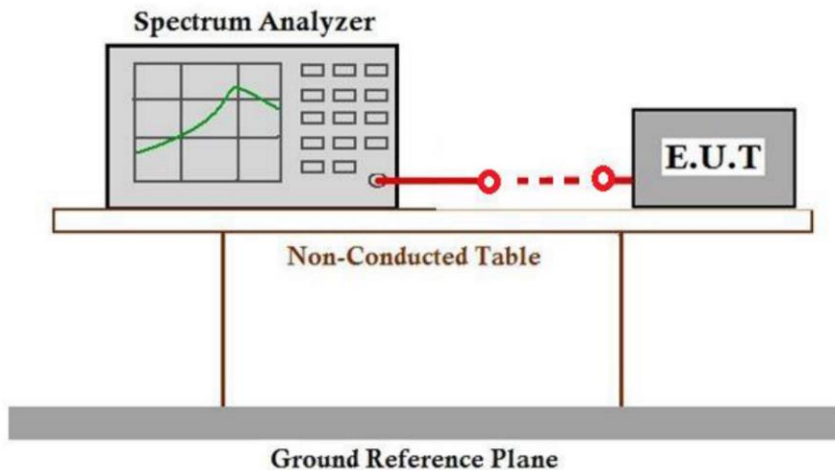 Spectrum Analyzer
E.U.T
Non-Conducted Table
Ground Reference Plane